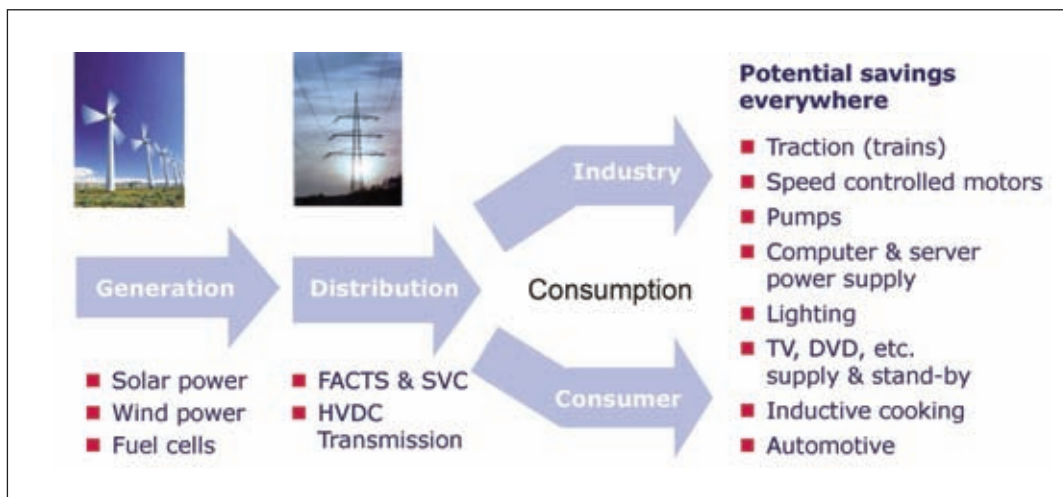 Generation
Solar power
Wind power
Fuel cells
Distribution
FACTS & SVC
HVDC
Transmission
Industry
Consumption
Consumer
Potential savings
everywhere
Traction (trains)
Speed controlled motors
Pumps
Computer & server
power supply
Lighting
TV, DVD, etc.
supply & stand-by
Inductive cooking
Automotive